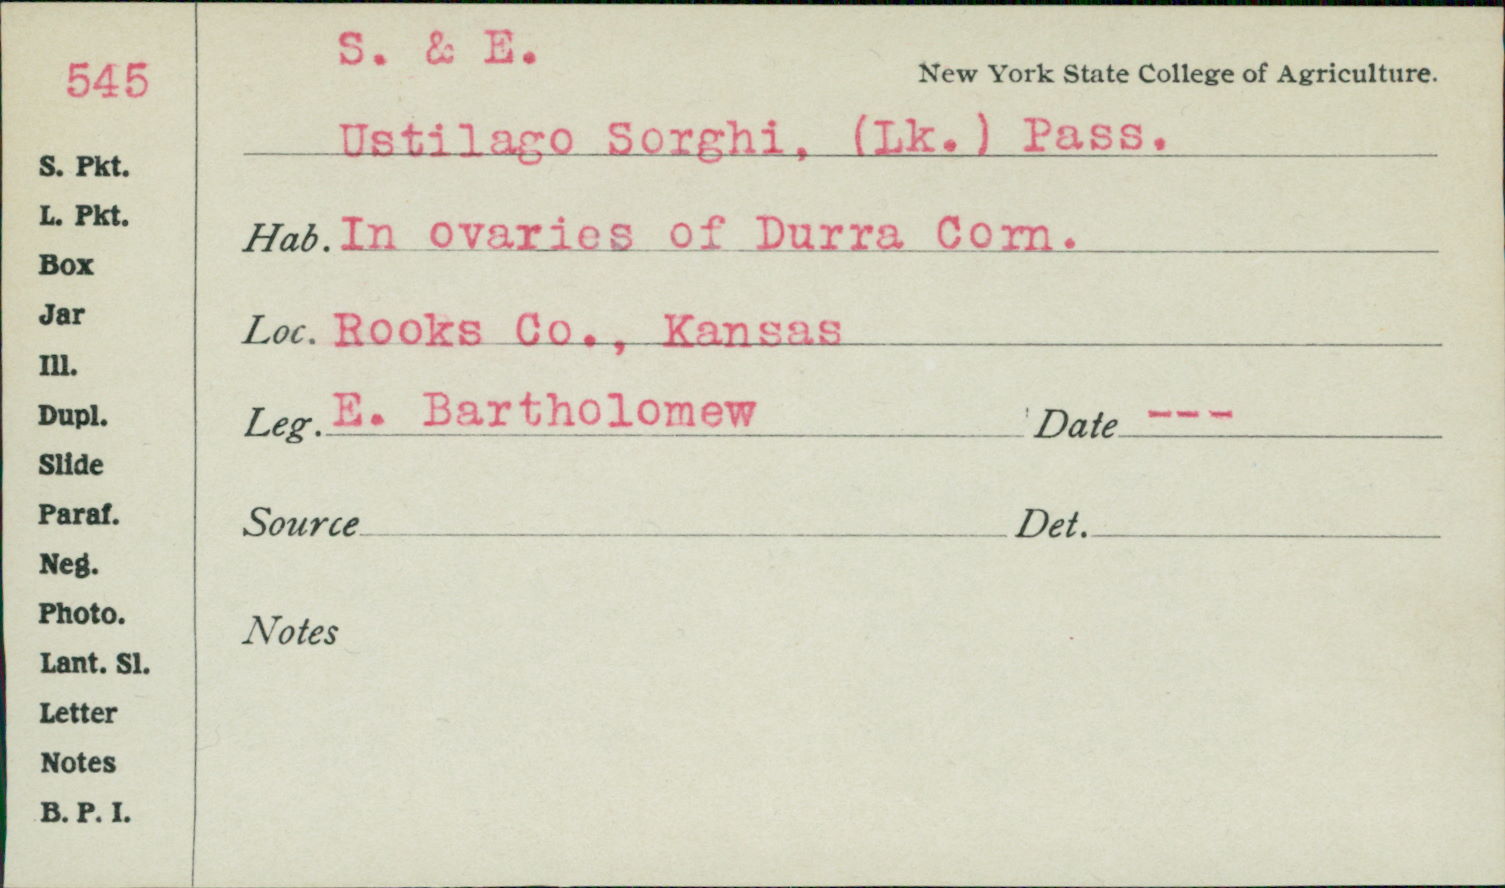 545
S. & E.
New York State College of Agriculture.
Ustilago Sorghi, (Lk.) Pass.
Hab. In ovaries of Durra Corn.
Loc. Rooks Co., Kansas
Leg. E. Bartholomew Date ---
Source Det.
Notes
S. Pkt.
L. Pkt.
Box
Jar
Ill.
Dupl.
Slide
Paraf.
Neg.
Photo.
Lant. Sl.
Letter
Notes
B. P. I.